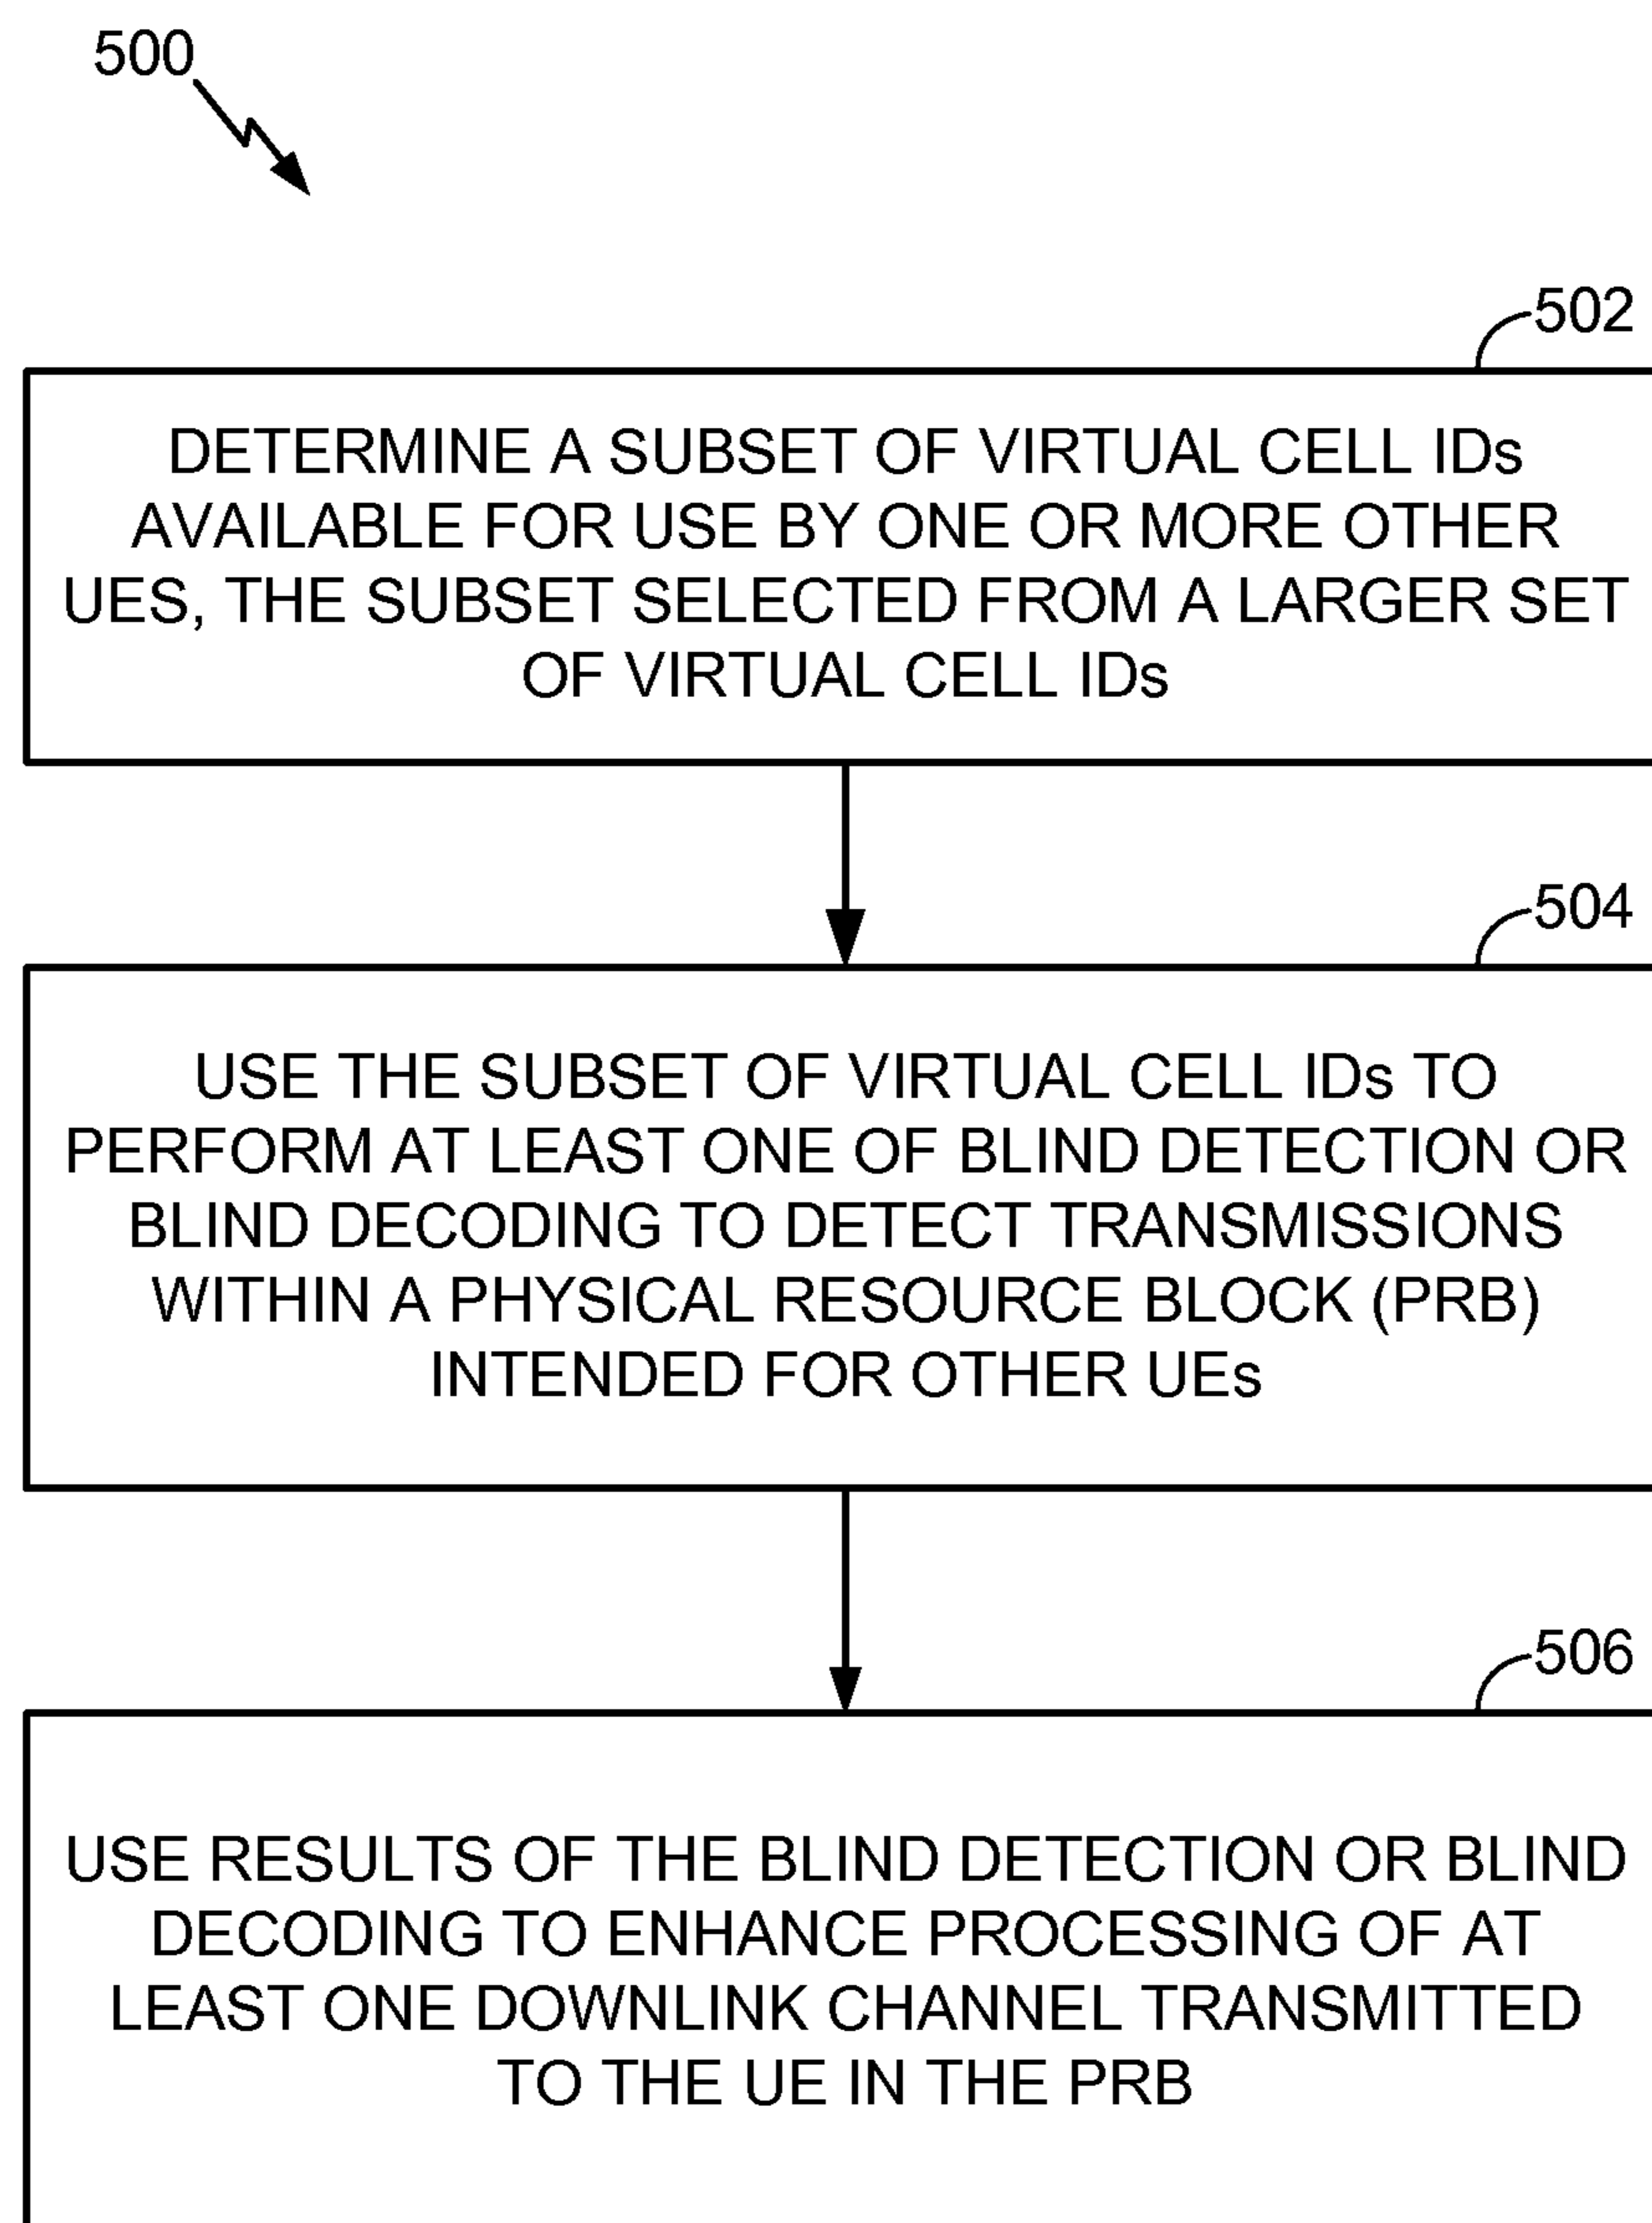 500
502
DETERMINE A SUBSET OF VIRTUAL CELL IDs
AVAILABLE FOR USE BY ONE OR MORE OTHER
UES, THE SUBSET SELECTED FROM A LARGER SET
OF VIRTUAL CELL IDs
504
USE THE SUBSET OF VIRTUAL CELL IDs TO
PERFORM AT LEAST ONE OF BLIND DETECTION OR
BLIND DECODING TO DETECT TRANSMISSIONS
WITHIN A PHYSICAL RESOURCE BLOCK (PRB)
INTENDED FOR OTHER UEs
506
USE RESULTS OF THE BLIND DETECTION OR BLIND
DECODING TO ENHANCE PROCESSING OF AT
LEAST ONE DOWNLINK CHANNEL TRANSMITTED
TO THE UE IN THE PRB